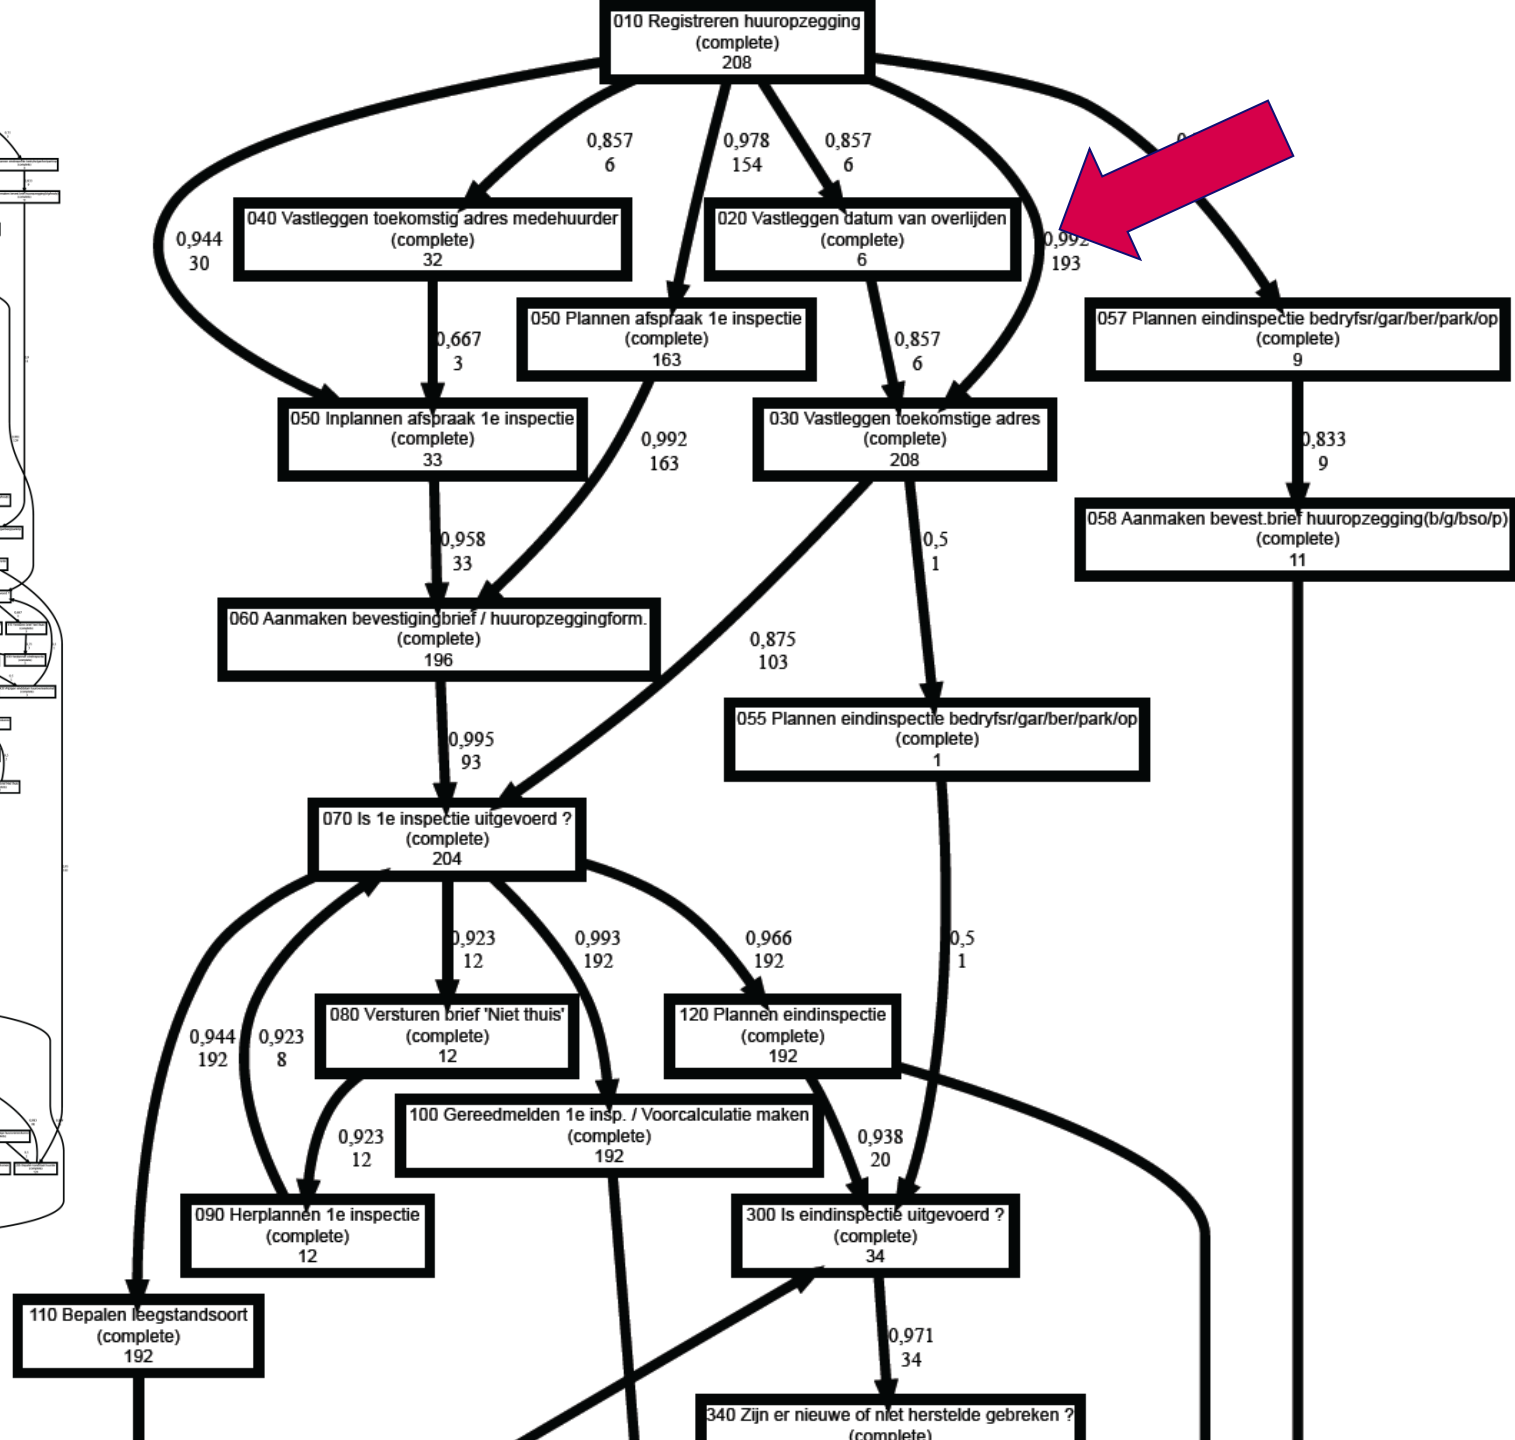 010 Registreren huuropzegging
(complete)
208
0,857
6
0,978
154
0,857
6
040 Vastleggen toekomstig adres medehuurder
(complete)
32
020 Vastleggen datum van overlijden
(complete)
6
0,944
30
0,992
193
050 Plannen afspraak 1e inspectie
(complete)
163
057 Plannen eindinspectie bedryfsr/gar/ber/park/op
(complete)
9
0,667
3
0,857
6
050 Inplannen afspraak 1e inspectie
(complete)
33
0,992
163
030 Vastleggen toekomstige adres
(complete)
208
0,833
9
0,958
33
0,5
1
058 Aanmaken bevest.brief huuropzegging(b/g/bso/p)
(complete)
11
060 Aanmaken bevestigingbrief / huuropzeggingform.
(complete)
196
0,875
103
0,995
93
055 Plannen eindinspectie bedryfsr/gar/ber/park/op
(complete)
1
070 Is 1e inspectie uitgevoerd ?
(complete)
204
0,923
12
0,993
192
0,966
192
0,5
1
0,944
192
0,923
8
080 Versturen brief 'Niet thuis'
(complete)
12
120 Plannen eindinspectie
(complete)
192
100 Gereedmelden 1e insp. / Voorcalculatie maken
(complete)
192
0,923
12
0,938
20
090 Herplannen 1e inspectie
(complete)
12
300 Is eindinspectie uitgevoerd ?
(complete)
34
110 Bepalen leegstandsoort
(complete)
192
0,971
34
340 Zijn er nieuwe of niet herstelde gebreken ?
(complete)